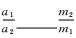 a₁ m₂
a₂ m₁